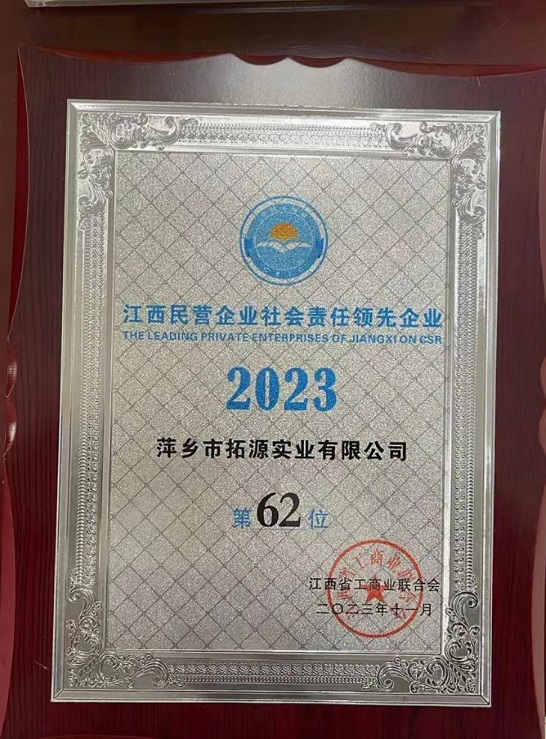 江西民营企业社会责任领先企业
THE LEADING PRIVATE ENTERPRISES OF JIANGXI ON CSR
2023
萍乡市拓源实业有限公司
第62位
江西省工商业联合会
二〇二三年十一月